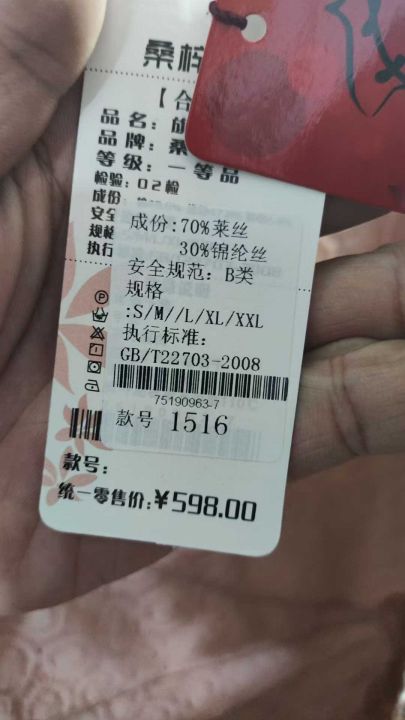 桑梓
【合
品名：旗
品牌：桑
等级：一等品
检验：02检
成份:
安全
规格
执行
成份:70%莱丝
30%锦纶丝
安全规范：B类
规格
:S/M//L/XL/XXL
执行标准：
GB/T22703-2008
75190963-7
款号 1516
款号：
统一零售价：¥598.00